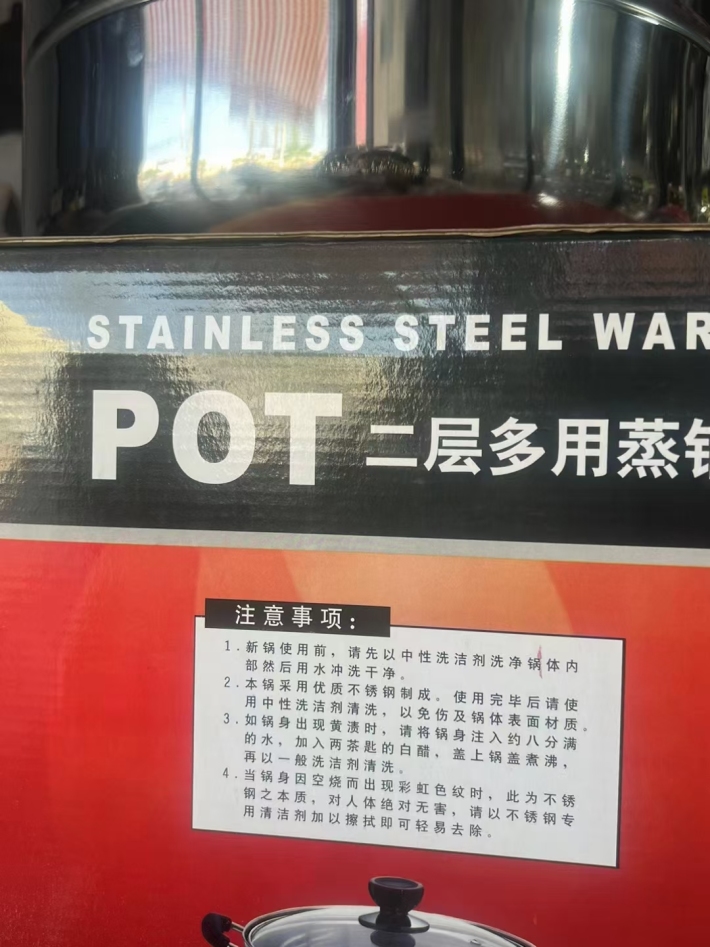 STAINLESS STEEL WAR
POT 二层多用蒸锅
注意事项：
1.新锅使用前，请先以中性洗洁剂洗净锅体内
部然后用水冲洗干净。
2.本锅采用优质不锈钢制成。使用完毕后请使
用中性洗洁剂清洗，以免伤及锅体表面材质。
3.如锅身出现黄渍时，请将锅身注入约八分满
的水，加入两茶匙的白醋，盖上锅盖煮沸，
再以一般洗洁剂清洗。
4.当锅身因空烧而出现彩虹色纹时，此为不锈
钢之本质，对人体绝对无害，请以不锈钢专
用清洁剂加以擦拭即可轻易去除。